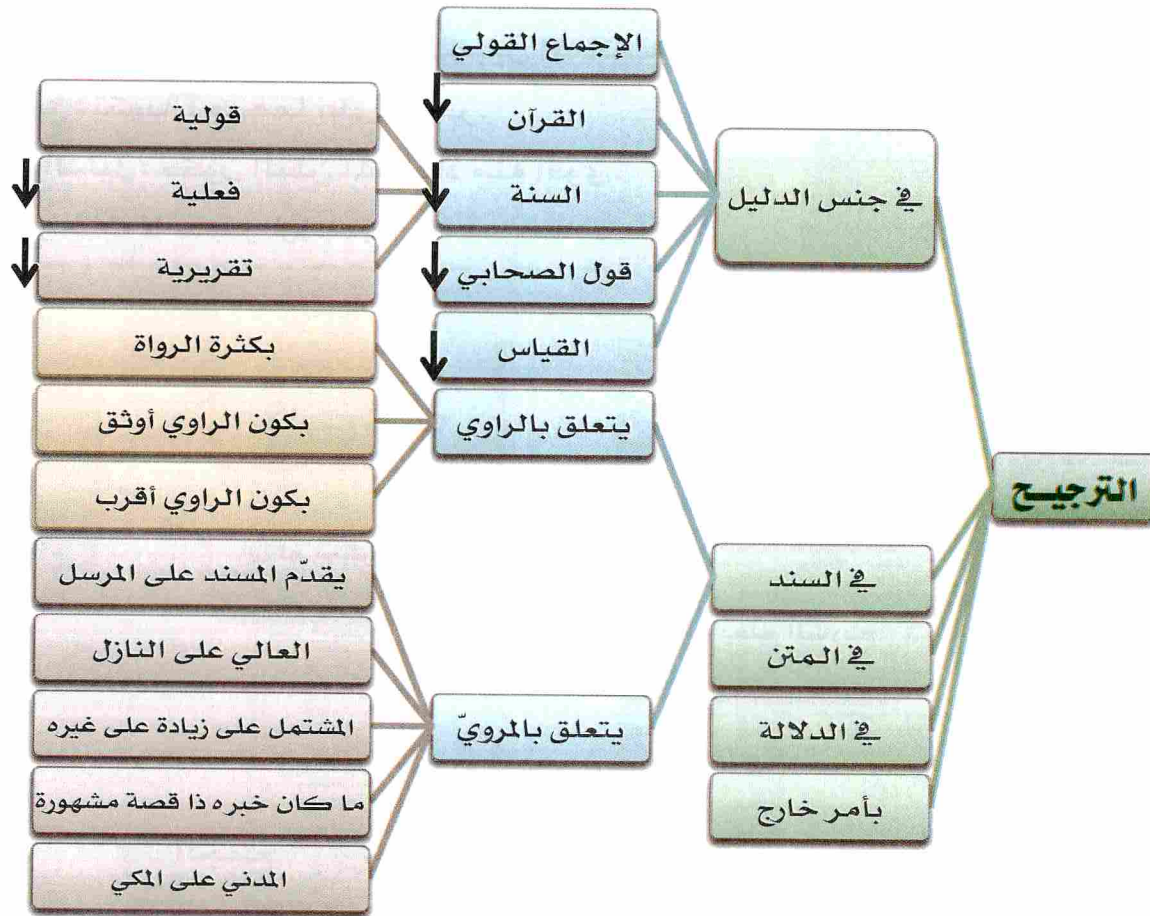 الترجيـح
في جنس الدليل
الإجماع القولي
القرآن
السنة
قولية
فعلية
تقريرية
قول الصحابي
القياس
في السند
يتعلق بالراوي
بكثرة الرواة
بكون الراوي أوثق
بكون الراوي أقرب
يتعلق بالمرويّ
يقدّم المسند على المرسل
العالي على النازل
المشتمل على زيادة على غيره
ما كان خبره ذا قصة مشهورة
المدني على المكي
في المتن
في الدلالة
بأمر خارج